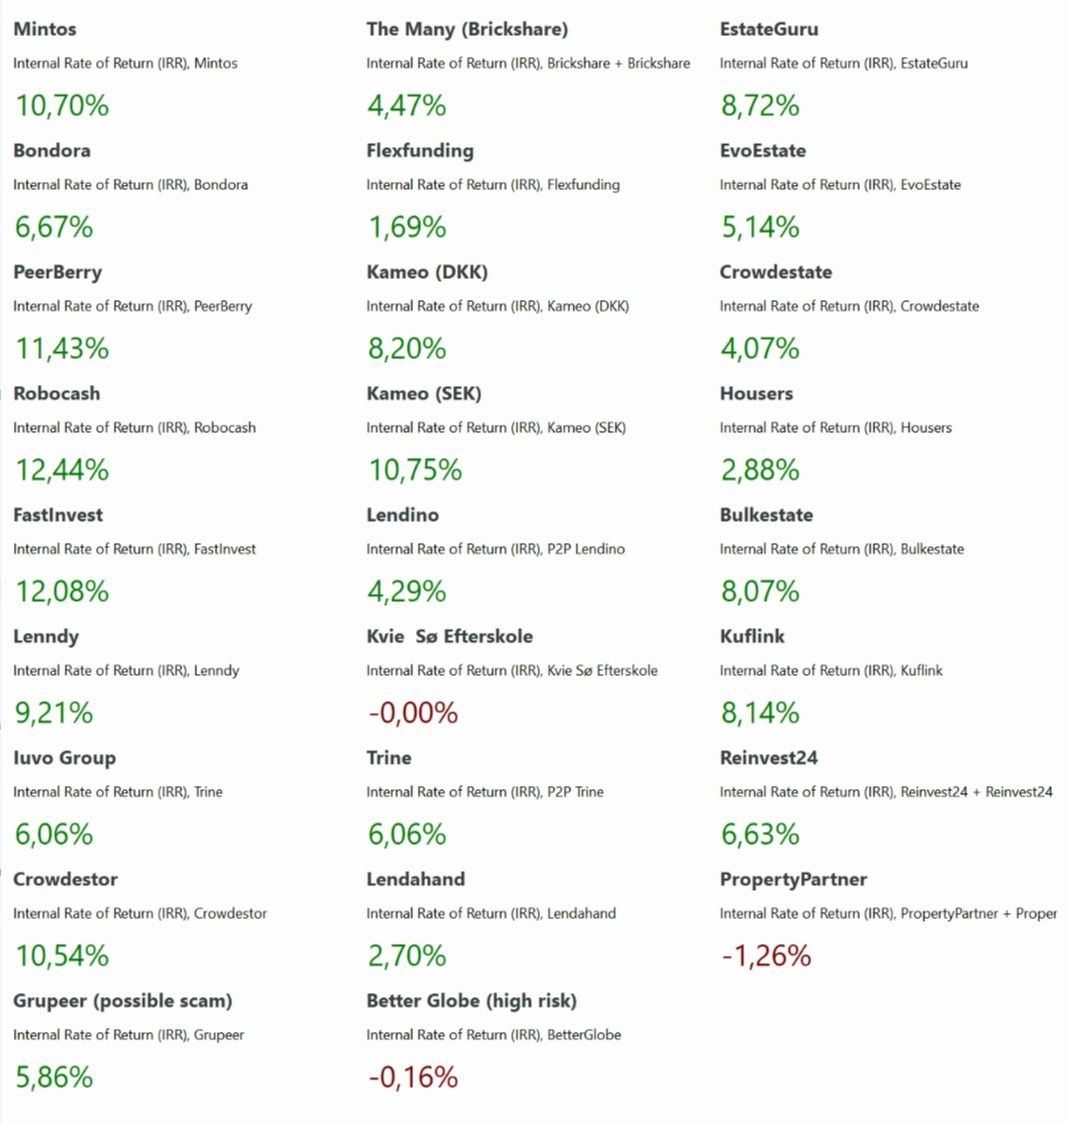 Mintos
Internal Rate of Return (IRR), Mintos
10,70%
Bondora
Internal Rate of Return (IRR), Bondora
6,67%
PeerBerry
Internal Rate of Return (IRR), PeerBerry
11,43%
Robocash
Internal Rate of Return (IRR), Robocash
12,44%
FastInvest
Internal Rate of Return (IRR), FastInvest
12,08%
Lenndy
Internal Rate of Return (IRR), Lenndy
9,21%
Iuvo Group
Internal Rate of Return (IRR), Trine
6,06%
Crowdestor
Internal Rate of Return (IRR), Crowdestor
10,54%
Grupeer (possible scam)
Internal Rate of Return (IRR), Grupeer
5,86%
The Many (Brickshare)
Internal Rate of Return (IRR), Brickshare + Brickshare
4,47%
Flexfunding
Internal Rate of Return (IRR), Flexfunding
1,69%
Kameo (DKK)
Internal Rate of Return (IRR), Kameo (DKK)
8,20%
Kameo (SEK)
Internal Rate of Return (IRR), Kameo (SEK)
10,75%
Lendino
Internal Rate of Return (IRR), P2P Lendino
4,29%
Kvie  Sø Efterskole
Internal Rate of Return (IRR), Kvie Sø Efterskole
-0,00%
Trine
Internal Rate of Return (IRR), P2P Trine
6,06%
Lendahand
Internal Rate of Return (IRR), Lendahand
2,70%
Better Globe (high risk)
Internal Rate of Return (IRR), BetterGlobe
-0,16%
EstateGuru
Internal Rate of Return (IRR), EstateGuru
8,72%
EvoEstate
Internal Rate of Return (IRR), EvoEstate
5,14%
Crowdestate
Internal Rate of Return (IRR), Crowdestate
4,07%
Housers
Internal Rate of Return (IRR), Housers
2,88%
Bulkestate
Internal Rate of Return (IRR), Bulkestate
8,07%
Kuflink
Internal Rate of Return (IRR), Kuflink
8,14%
Reinvest24
Internal Rate of Return (IRR), Reinvest24 + Reinvest24
6,63%
PropertyPartner
Internal Rate of Return (IRR), PropertyPartner + Proper
-1,26%